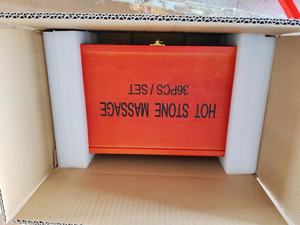 HOT STONE MASSAGE
36PCS / SET